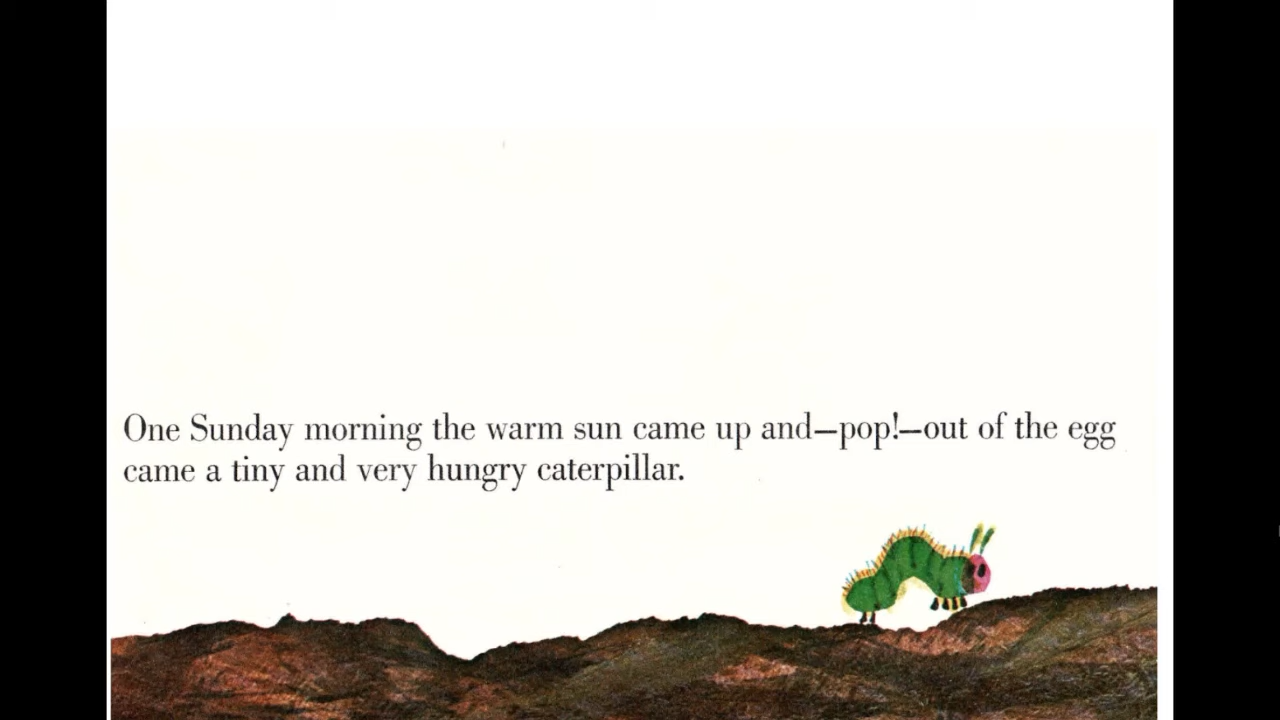 One Sunday morning the warm sun came up and—pop!—out of the egg
came a tiny and very hungry caterpillar.